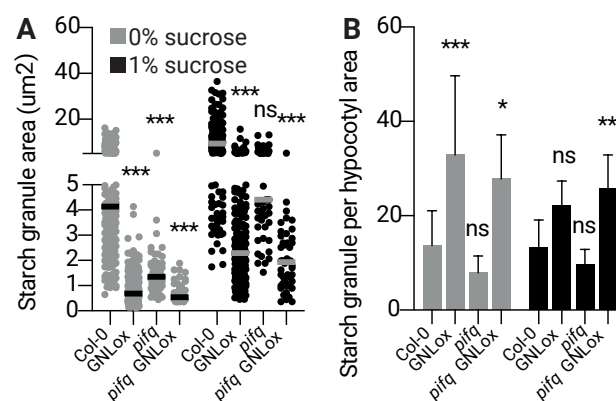 A
0% sucrose
1% sucrose
Starch granule area (um2)
60
40
20
5
4
3
2
1
0
***
***
***
***
ns
***
Col-0
GNLox
pifq
pifq GNLox
Col-0
GNLox
pifq
pifq GNLox
B
Starch granule per hypocotyl area
60
40
20
0
***
ns
*
ns
ns
**
Col-0
GNLox
pifq
pifq GNLox
Col-0
GNLox
pifq
pifq GNLox